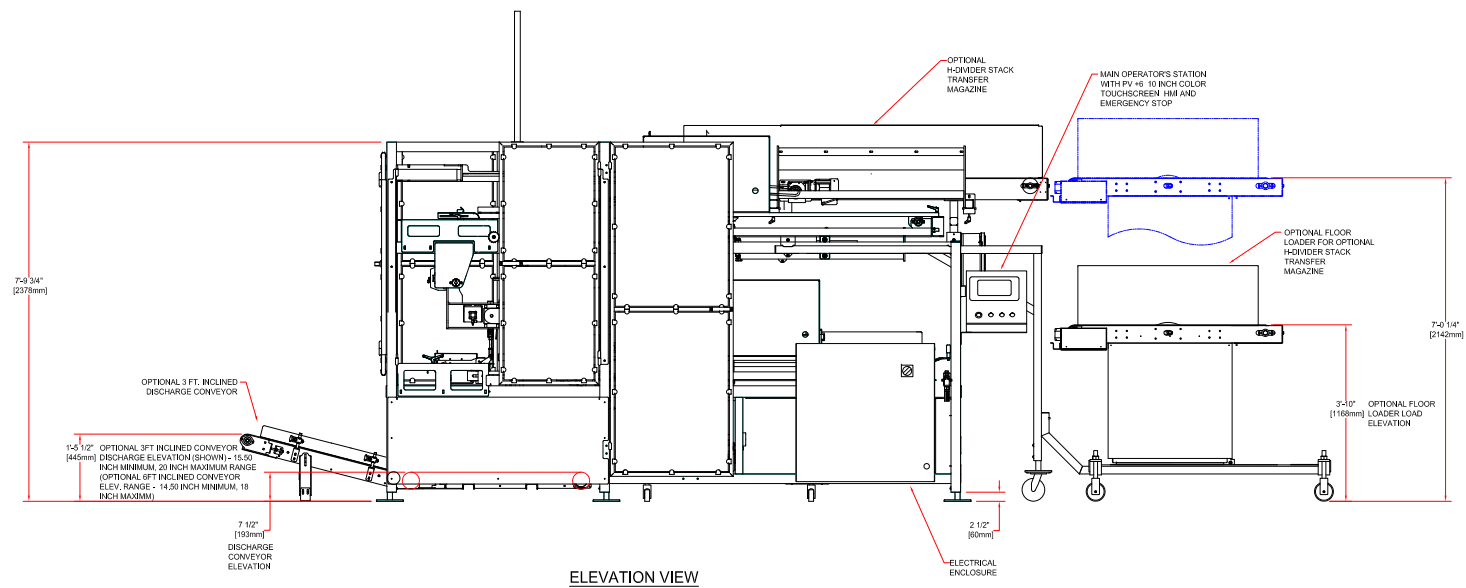 OPTIONAL
H-DIVIDER STACK
TRANSFER
MAGAZINE
MAIN OPERATOR'S STATION
WITH PV +6 10 INCH COLOR
TOUCHSCREEN HMI AND
EMERGENCY STOP
OPTIONAL FLOOR
LOADER FOR OPTIONAL
H-DIVIDER STACK
TRANSFER
MAGAZINE
7'-9 3/4"
[2378mm]
7'-0 1/4"
[2142mm]
OPTIONAL 3 FT. INCLINED
DISCHARGE CONVEYOR
3'-10"
[1168mm]
OPTIONAL FLOOR
LOADER LOAD
ELEVATION
1'-5 1/2"
[445mm]
OPTIONAL 3FT INCLINED CONVEYOR
DISCHARGE ELEVATION (SHOWN) - 15.50
INCH MINIMUM, 20 INCH MAXIMUM RANGE
(OPTIONAL 6FT INCLINED CONVEYOR
ELEV. RANGE - 14.50 INCH MINIMUM, 18
INCH MAXIMM)
7 1/2"
[193mm]
DISCHARGE
CONVEYOR
ELEVATION
2 1/2"
[60mm]
ELECTRICAL
ENCLOSURE
ELEVATION VIEW